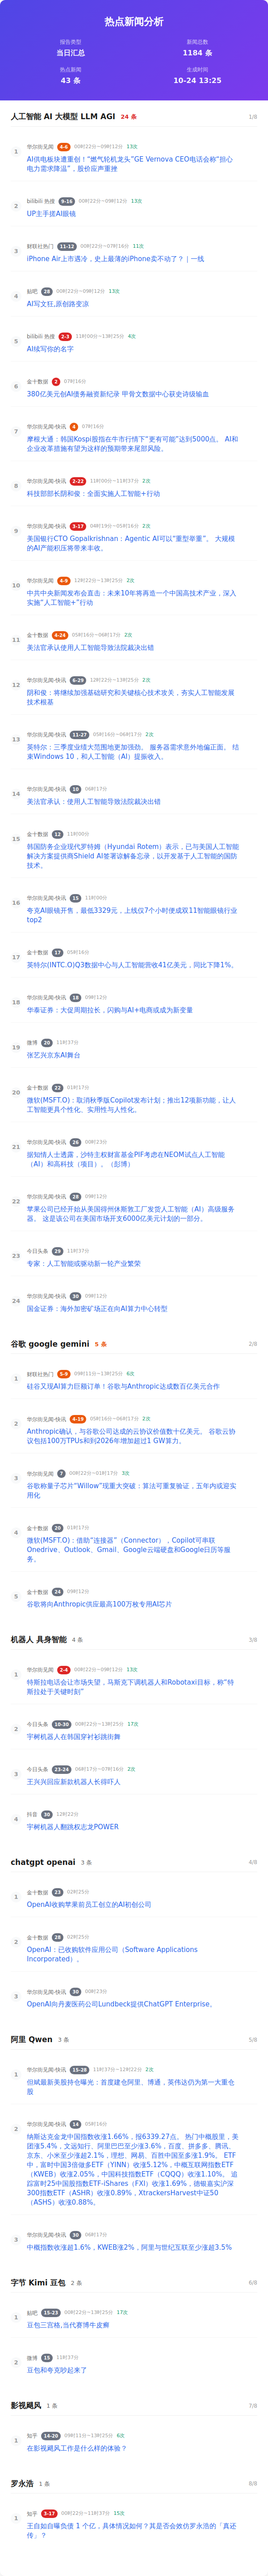 热点新闻分析
报告类型
当日汇总
新闻总数
1184 条
热点新闻
43 条
生成时间
10-24 13:25
人工智能 AI 大模型 LLM AGI 24 条 1/8
1
华尔街见闻 4-6 00时22分~09时12分 13次
AI供电板块遭重创！“燃气轮机龙头”GE Vernova CEO电话会称“担心
电力需求降温”，股价应声重挫
2
bilibili 热搜 9-16 00时22分~09时12分 13次
UP主手搓AI眼镜
3
财联社热门 11-12 00时22分~07时16分 11次
iPhone Air上市遇冷，史上最薄的iPhone卖不动了？｜一线
4
贴吧 28 00时22分~09时12分 13次
AI写文狂,原创路变凉
5
bilibili 热搜 2-3 11时00分~13时25分 4次
AI续写你的名字
6
金十数据 2 07时16分
380亿美元创AI债务融资新纪录 甲骨文数据中心获史诗级输血
7
华尔街见闻-快讯 4 07时16分
摩根大通：韩国Kospi指数在牛市行情下“更有可能”达到5000点。 AI和
企业改革措施有望为这样的预期带来尾部风险。
8
华尔街见闻-快讯 2-22 11时00分~11时37分 2次
科技部部长阴和俊：全面实施人工智能+行动
9
华尔街见闻-快讯 3-17 04时19分~05时16分 2次
美国银行CTO Gopalkrishnan：Agentic AI可以“重塑举重”。 大规模
的AI产能积压将带来丰收。
10
华尔街见闻 4-9 12时22分~13时25分 2次
中共中央新闻发布会直击：未来10年将再造一个中国高技术产业，深入
实施“人工智能+”行动
11
金十数据 4-24 05时16分~06时17分 2次
美法官承认使用人工智能导致法院裁决出错
12
华尔街见闻-快讯 6-29 12时22分~13时25分 2次
阴和俊：将继续加强基础研究和关键核心技术攻关，夯实人工智能发展
技术根基
13
华尔街见闻-快讯 11-27 05时16分~06时17分 2次
英特尔：三季度业绩大范围地更加强劲。 服务器需求意外地偏正面。 结
束Windows 10，和人工智能（AI）提振收入。
14
华尔街见闻-快讯 10 06时17分
美法官承认：使用人工智能导致法院裁决出错
15
金十数据 12 11时00分
韩国防务企业现代罗特姆（Hyundai Rotem）表示，已与美国人工智能
解决方案提供商Shield AI签署谅解备忘录，以开发基于人工智能的国防
技术。
16
华尔街见闻-快讯 15 11时00分
夸克AI眼镜开售，最低3329元，上线仅7个小时便成双11智能眼镜行业
top2
17
金十数据 17 05时16分
英特尔(INTC.O)Q3数据中心与人工智能营收41亿美元，同比下降1%。
18
华尔街见闻-快讯 18 09时12分
华泰证券：大促周期拉长，闪购与AI+电商或成为新变量
19
微博 20 11时37分
张艺兴京东AI舞台
20
金十数据 22 01时17分
微软(MSFT.O)：取消秋季版Copilot发布计划；推出12项新功能，让人
工智能更具个性化、实用性与人性化。
21
华尔街见闻-快讯 26 00时23分
据知情人士透露，沙特主权财富基金PIF考虑在NEOM试点人工智能
（AI）和高科技（项目）。（彭博）
22
华尔街见闻-快讯 28 09时12分
苹果公司已经开始从美国得州休斯敦工厂发货人工智能（AI）高级服务
器。 这是该公司在美国市场开支6000亿美元计划的一部分。
23
今日头条 29 11时37分
专家：人工智能或驱动新一轮产业繁荣
24
华尔街见闻-快讯 30 09时12分
国金证券：海外加密矿场正在向AI算力中心转型
谷歌 google gemini 5 条 2/8
1
财联社热门 5-9 09时11分~13时25分 6次
硅谷又现AI算力巨额订单！谷歌与Anthropic达成数百亿美元合作
2
华尔街见闻-快讯 4-19 05时16分~06时17分 2次
Anthropic确认，与谷歌公司达成的云协议价值数十亿美元。 谷歌云协
议包括100万TPUs和到2026年增加超过1 GW算力。
3
华尔街见闻 7 00时22分~01时17分 3次
谷歌称量子芯片“Willow”现重大突破：算法可重复验证，五年内或迎实
用化
4
金十数据 20 01时17分
微软(MSFT.O)：借助“连接器”（Connector），Copilot可串联
Onedrive、Outlook、Gmail、Google云端硬盘和Google日历等服
务。
5
金十数据 24 09时12分
谷歌将向Anthropic供应最高100万枚专用AI芯片
机器人 具身智能 4 条 3/8
1
华尔街见闻 2-4 00时22分~09时12分 13次
特斯拉电话会让市场失望，马斯克下调机器人和Robotaxi目标，称“特
斯拉处于关键时刻”
2
今日头条 10-30 00时22分~13时25分 17次
宇树机器人在韩国穿衬衫跳街舞
3
今日头条 23-24 06时17分~07时16分 2次
王兴兴回应新款机器人长得吓人
4
抖音 30 12时22分
宇树机器人翻跳权志龙POWER
chatgpt openai 3 条 4/8
1
金十数据 23 02时25分
OpenAI收购苹果前员工创立的AI初创公司
2
金十数据 28 02时25分
OpenAI：已收购软件应用公司（Software Applications
Incorporated）。
3
华尔街见闻-快讯 30 00时23分
OpenAI向丹麦医药公司Lundbeck提供ChatGPT Enterprise。
阿里 Qwen 3 条 5/8
1
华尔街见闻-快讯 15-28 11时37分~12时22分 2次
但斌最新美股持仓曝光：首度建仓阿里、博通，英伟达仍为第一大重仓
股
2
华尔街见闻-快讯 14 05时16分
纳斯达克金龙中国指数收涨1.66%，报6339.27点。 热门中概股里，美
团涨5.4%，文远知行、阿里巴巴至少涨3.6%，百度、拼多多、腾讯、
京东、小米至少涨超2.1%，理想、网易、百胜中国至多涨1.9%。 ETF
中，富时中国3倍做多ETF（YINN）收涨5.12%，中概互联网指数ETF
（KWEB）收涨2.05%，中国科技指数ETF（CQQQ）收涨1.10%。 追
踪富时25中国股指数ETF-iShares（FXI）收涨1.69%，德银嘉实沪深
300指数ETF（ASHR）收涨0.89%，XtrackersHarvest中证50
（ASHS）收涨0.88%。
3
华尔街见闻-快讯 30 06时17分
中概指数收涨超1.6%，KWEB涨2%，阿里与世纪互联至少涨超3.5%
字节 Kimi 豆包 2 条 6/8
1
贴吧 15-23 00时22分~13时25分 17次
豆包三宫格,当代赛博牛皮癣
2
微博 15 11时37分
豆包和夸克吵起来了
影视飓风 1 条 7/8
1
知乎 14-20 09时11分~13时25分 6次
在影视飓风工作是什么样的体验？
罗永浩 1 条 8/8
1
知乎 3-17 00时22分~11时37分 15次
王自如自曝负债 1 个亿，具体情况如何？其是否会效仿罗永浩的「真还
传」？